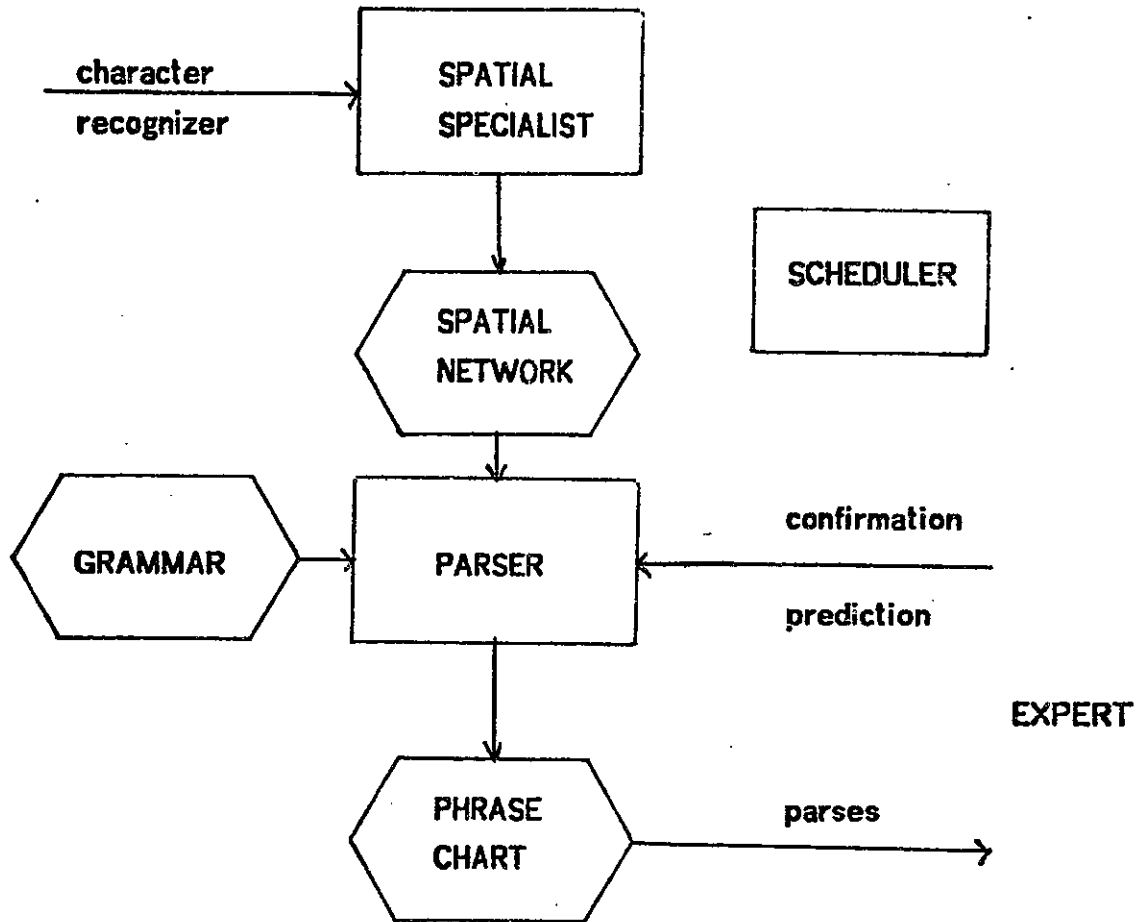 character
recognizer
SPATIAL
SPECIALIST
SCHEDULER
SPATIAL
NETWORK
GRAMMAR
PARSER
confirmation
prediction
EXPERT
PHRASE
CHART
parses